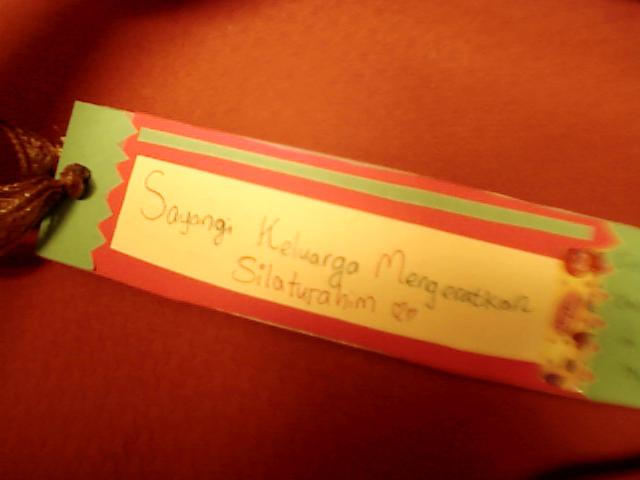 Sayangi Keluarga Mengeratkan
Silaturahim